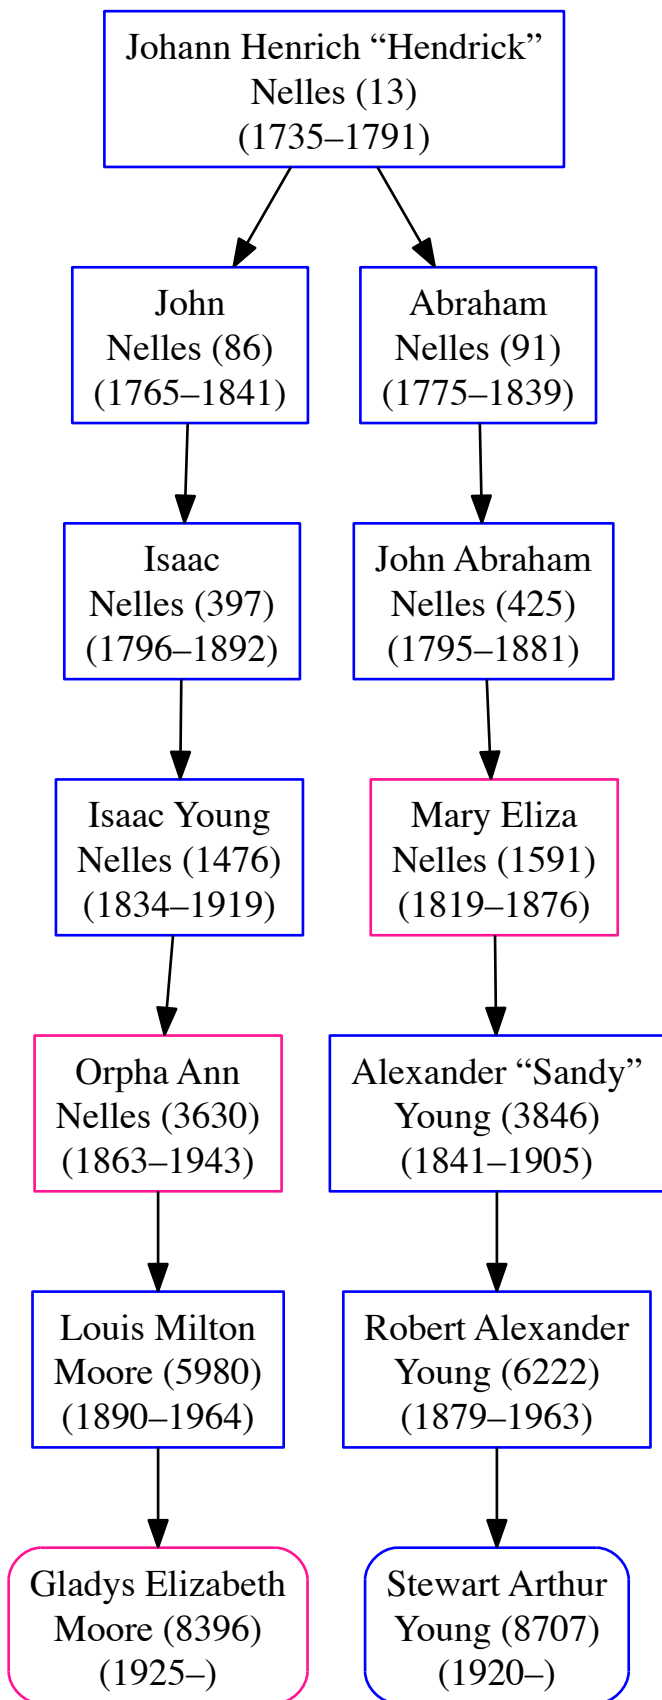 Johann Henrich “Hendrick”
Nelles (13)
(1735–1791)
John
Nelles (86)
(1765–1841)
Abraham
Nelles (91)
(1775–1839)
Isaac
Nelles (397)
(1796–1892)
John Abraham
Nelles (425)
(1795–1881)
Isaac Young
Nelles (1476)
(1834–1919)
Mary Eliza
Nelles (1591)
(1819–1876)
Orpha Ann
Nelles (3630)
(1863–1943)
Alexander “Sandy”
Young (3846)
(1841–1905)
Louis Milton
Moore (5980)
(1890–1964)
Robert Alexander
Young (6222)
(1879–1963)
Gladys Elizabeth
Moore (8396)
(1925–)
Stewart Arthur
Young (8707)
(1920–)